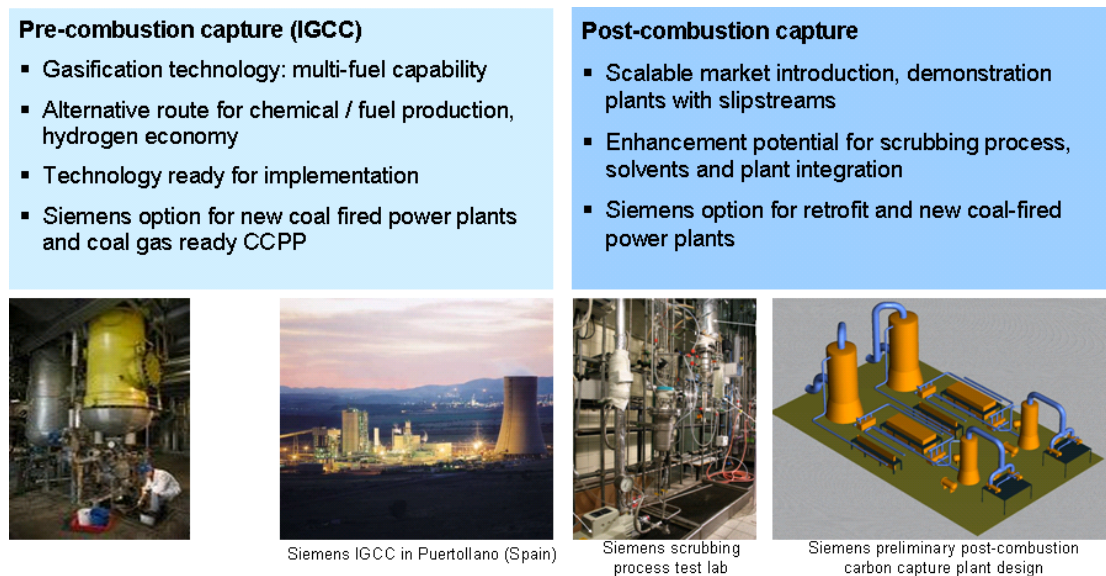 Pre-combustion capture (IGCC)
▪ Gasification technology: multi-fuel capability
▪ Alternative route for chemical / fuel production,
hydrogen economy
▪ Technology ready for implementation
▪ Siemens option for new coal fired power plants
and coal gas ready CCPP
Post-combustion capture
▪ Scalable market introduction, demonstration
plants with slipstreams
▪ Enhancement potential for scrubbing process,
solvents and plant integration
▪ Siemens option for retrofit and new coal-fired
power plants
Siemens IGCC in Puertollano (Spain)
Siemens scrubbing
process test lab
Siemens preliminary post-combustion
carbon capture plant design